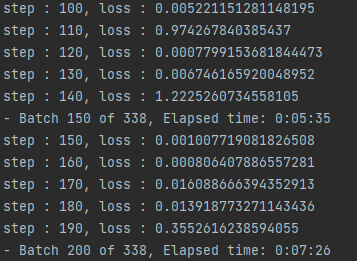 step : 100, loss : 0.005221151281148195
step : 110, loss : 0.974267840385437
step : 120, loss : 0.0007799153681844473
step : 130, loss : 0.006746165920048952
step : 140, loss : 1.2225260734558105
- Batch 150 of 338, Elapsed time: 0:05:35
step : 150, loss : 0.001007719081826508
step : 160, loss : 0.000806407886557281
step : 170, loss : 0.016088666394352913
step : 180, loss : 0.013918773271143436
step : 190, loss : 0.3552616238594055
- Batch 200 of 338, Elapsed time: 0:07:26